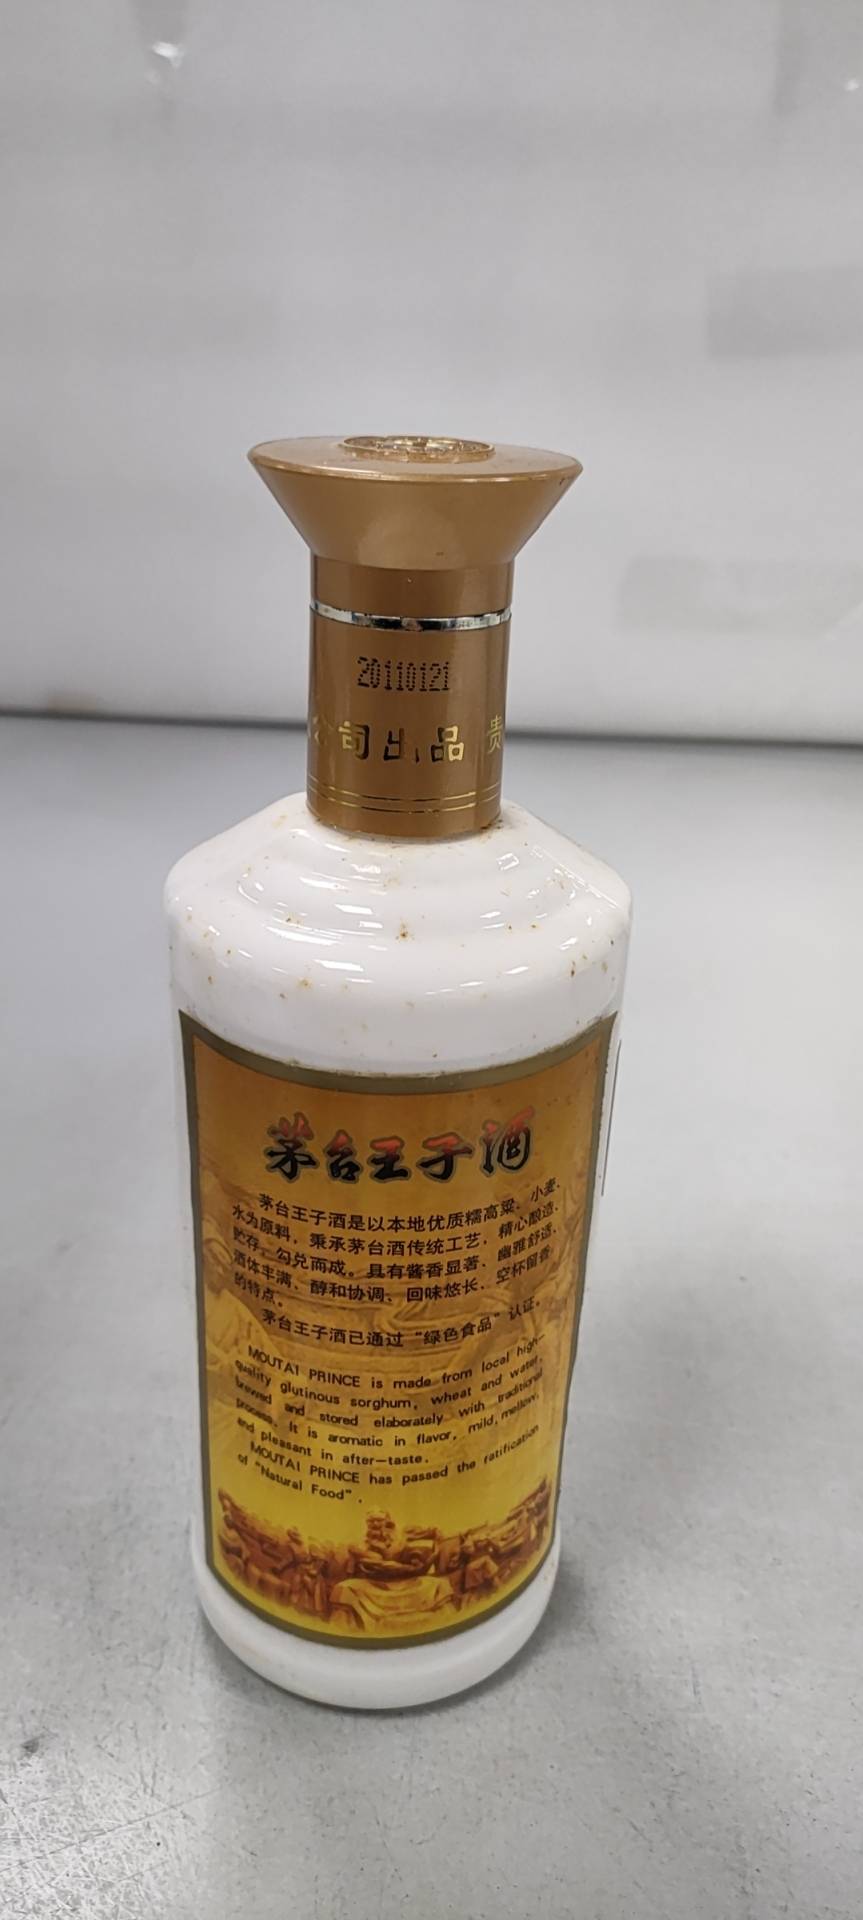 20110121
公司出品 贵
茅台王子酒
茅台王子酒是以本地优质糯高粱、小麦、
水为原料，秉承茅台酒传统工艺，精心酿造、
贮存，勾兑而成。具有酱香显著、幽雅舒适、
酒体丰满、醇和协调、回味悠长、空杯留香
的特点。
茅台王子酒已通过“绿色食品”认证。
MOUTAI PRINCE is made from local high-
quality glutinous sorghum, wheat and water,
brewed and stored elaborately with traditional
process. It is aromatic in flavor, mild, mellow,
and pleasant in after-taste.
MOUTAI PRINCE has passed the ratification
of "Natural Food".